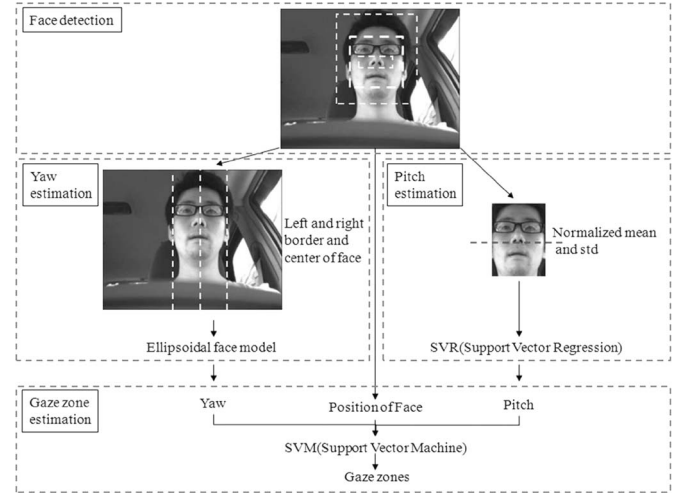 Face detection
Yaw
estimation
Pitch
estimation
Left and right
border and
center of face
Normalized mean
and std
Ellipsoidal face model
SVR(Support Vector Regression)
Gaze zone
estimation
Yaw
Position of Face
Pitch
SVM(Support Vector Machine)
Gaze zones